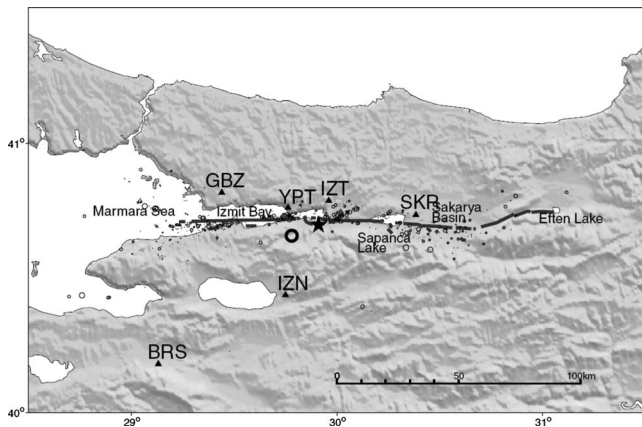 41°
GBZ
YPT
IZT
SKR
Marmara Sea
Izmit Bay
Sakarya
Basin
Effen Lake
Sapanca
Lake
IZN
BRS
0
50
100km
40°
29°
30°
31°